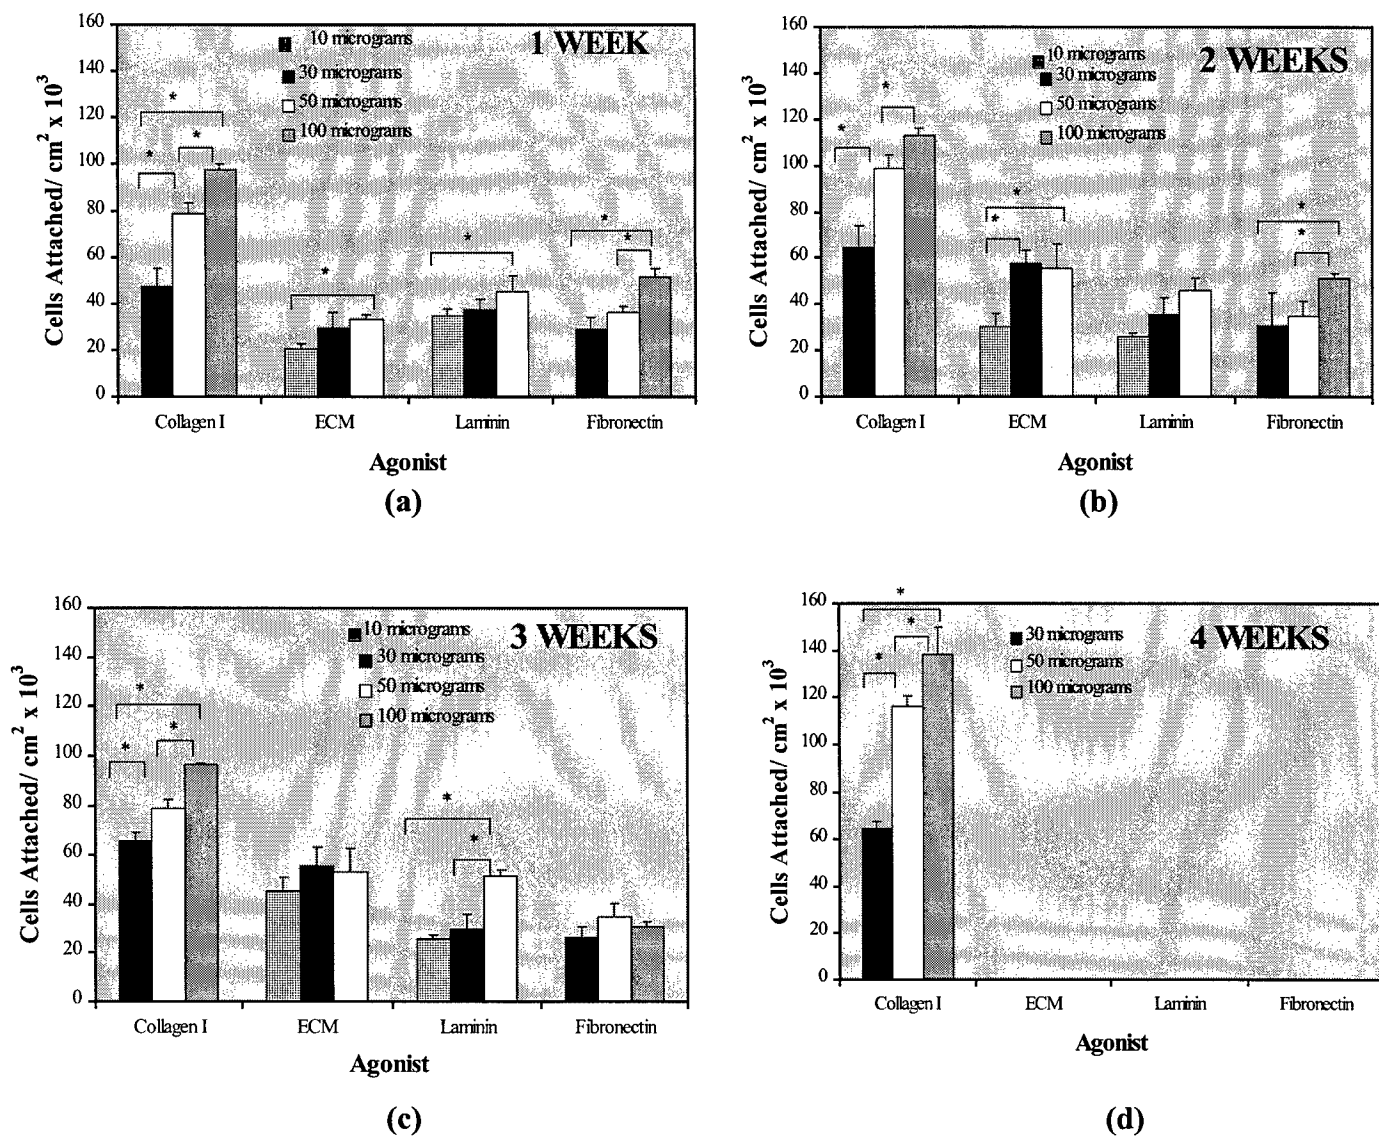 1 WEEK
10 micrograms
30 micrograms
50 micrograms
100 micrograms
Cells Attached/ cm² x 10³
160
140
120
100
80
60
40
20
0
* * * * * * *
Collagen I ECM Laminin Fibronectin
Agonist
(a)
2 WEEKS
10 micrograms
30 micrograms
50 micrograms
100 micrograms
Cells Attached/ cm² x 10³
160
140
120
100
80
60
40
20
0
* * * * * *
Collagen I ECM Laminin Fibronectin
Agonist
(b)
3 WEEKS
10 micrograms
30 micrograms
50 micrograms
100 micrograms
Cells Attached/ cm² x 10³
160
140
120
100
80
60
40
20
0
* * * * *
Collagen I ECM Laminin Fibronectin
Agonist
(c)
4 WEEKS
30 micrograms
50 micrograms
100 micrograms
Cells Attached/ cm² x 10³
160
140
120
100
80
60
40
20
0
* * *
Collagen I ECM Laminin Fibronectin
Agonist
(d)